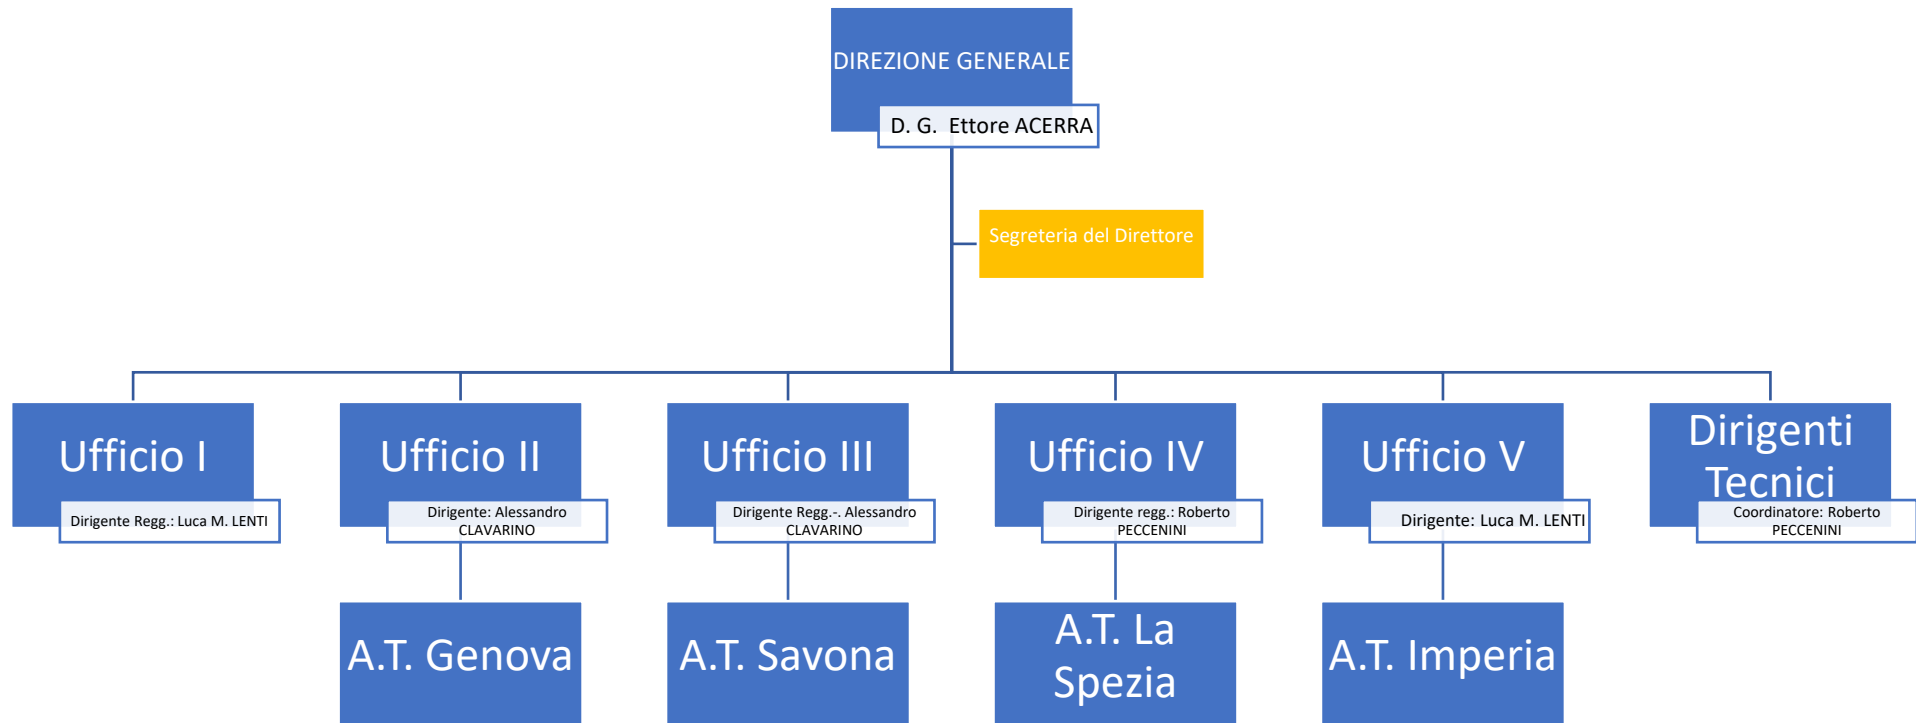 DIREZIONE GENERALE
D. G.  Ettore ACERRA
Segreteria del Direttore
Ufficio I
Dirigente Regg.: Luca M. LENTI
Ufficio II
Dirigente: Alessandro
CLAVARINO
Ufficio III
Dirigente Regg.-. Alessandro
CLAVARINO
Ufficio IV
Dirigente regg.: Roberto
PECCENINI
Ufficio V
Dirigente: Luca M. LENTI
Dirigenti
Tecnici
Coordinatore: Roberto
PECCENINI
A.T. Genova
A.T. Savona
A.T. La
Spezia
A.T. Imperia